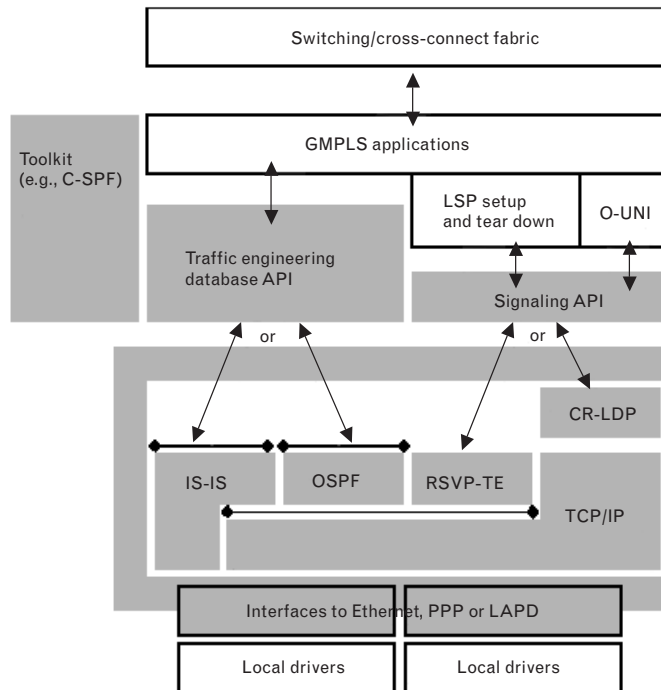 Switching/cross-connect fabric
GMPLS applications
Toolkit
(e.g., C-SPF)
LSP setup
and tear down
O-UNI
Traffic engineering
database API
Signaling API
or
or
CR-LDP
IS-IS
OSPF
RSVP-TE
TCP/IP
Interfaces to Ethernet, PPP or LAPD
Local drivers
Local drivers